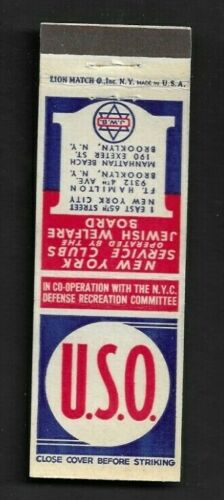 LION MATCH CO., INC. N.Y. MADE IN U.S.A.
J.W.B.
NEW YORK
SERVICE CLUBS
OPERATED BY THE
JEWISH WELFARE
BOARD
1 EAST 65TH STREET
NEW YORK CITY
FT. HAMILTON
9312 4TH AVE.
BROOKLYN, N.Y.
MANHATTAN BEACH
190 EXETER ST.
BROOKLYN, N.Y.
IN CO-OPERATION WITH THE N.Y.C.
DEFENSE RECREATION COMMITTEE
U.S.O.
CLOSE COVER BEFORE STRIKING